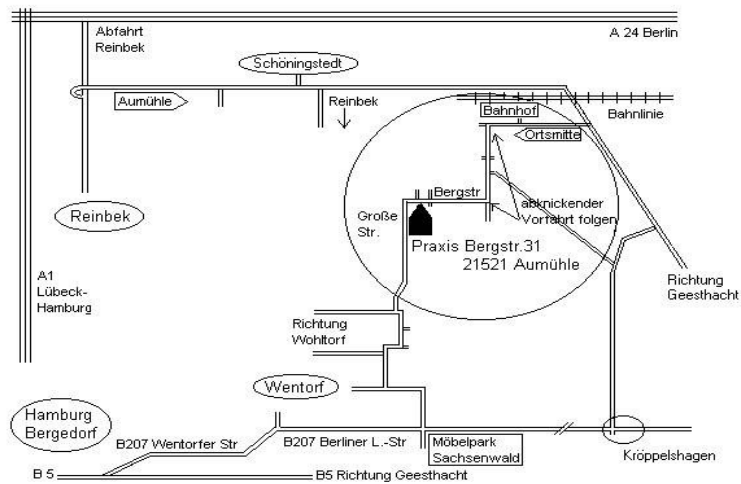 Abfahrt
Reinbek
A 24 Berlin
Schöningstedt
Aumühle
Reinbek
Bahnhof
Bahnlinie
Ortsmitte
Reinbek
Bergstr
Große
Str.
abknickender
Vorfahrt folgen
Praxis Bergstr.31
21521 Aumühle
A1
Lübeck-
Hamburg
Richtung
Geesthacht
Richtung
Wohltorf
Wentorf
Hamburg
Bergedorf
B207 Wentorfer Str
B207 Berliner L.-Str
Möbelpark
Sachsenwald
Kröppelshagen
B 5
B5 Richtung Geesthacht